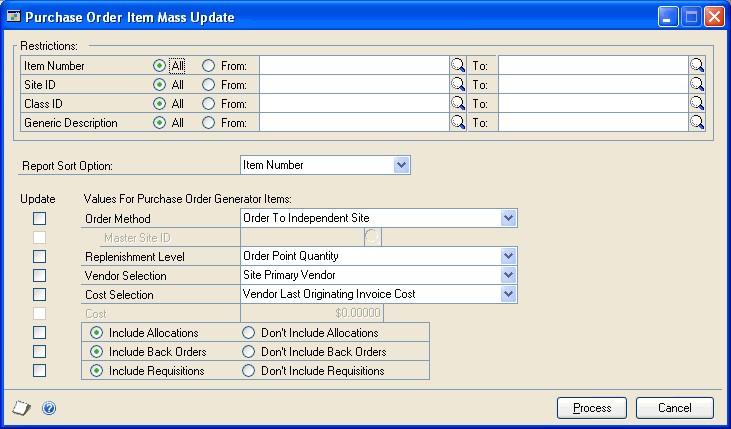 Purchase Order Item Mass Update
Restrictions:
Item Number All From: To:
Site ID All From: To:
Class ID All From: To:
Generic Description All From: To:
Report Sort Option: Item Number
Update Values For Purchase Order Generator Items:
Order Method Order To Independent Site
Master Site ID
Replenishment Level Order Point Quantity
Vendor Selection Site Primary Vendor
Cost Selection Vendor Last Originating Invoice Cost
Cost $0.00000
Include Allocations Don't Include Allocations
Include Back Orders Don't Include Back Orders
Include Requisitions Don't Include Requisitions
Process Cancel